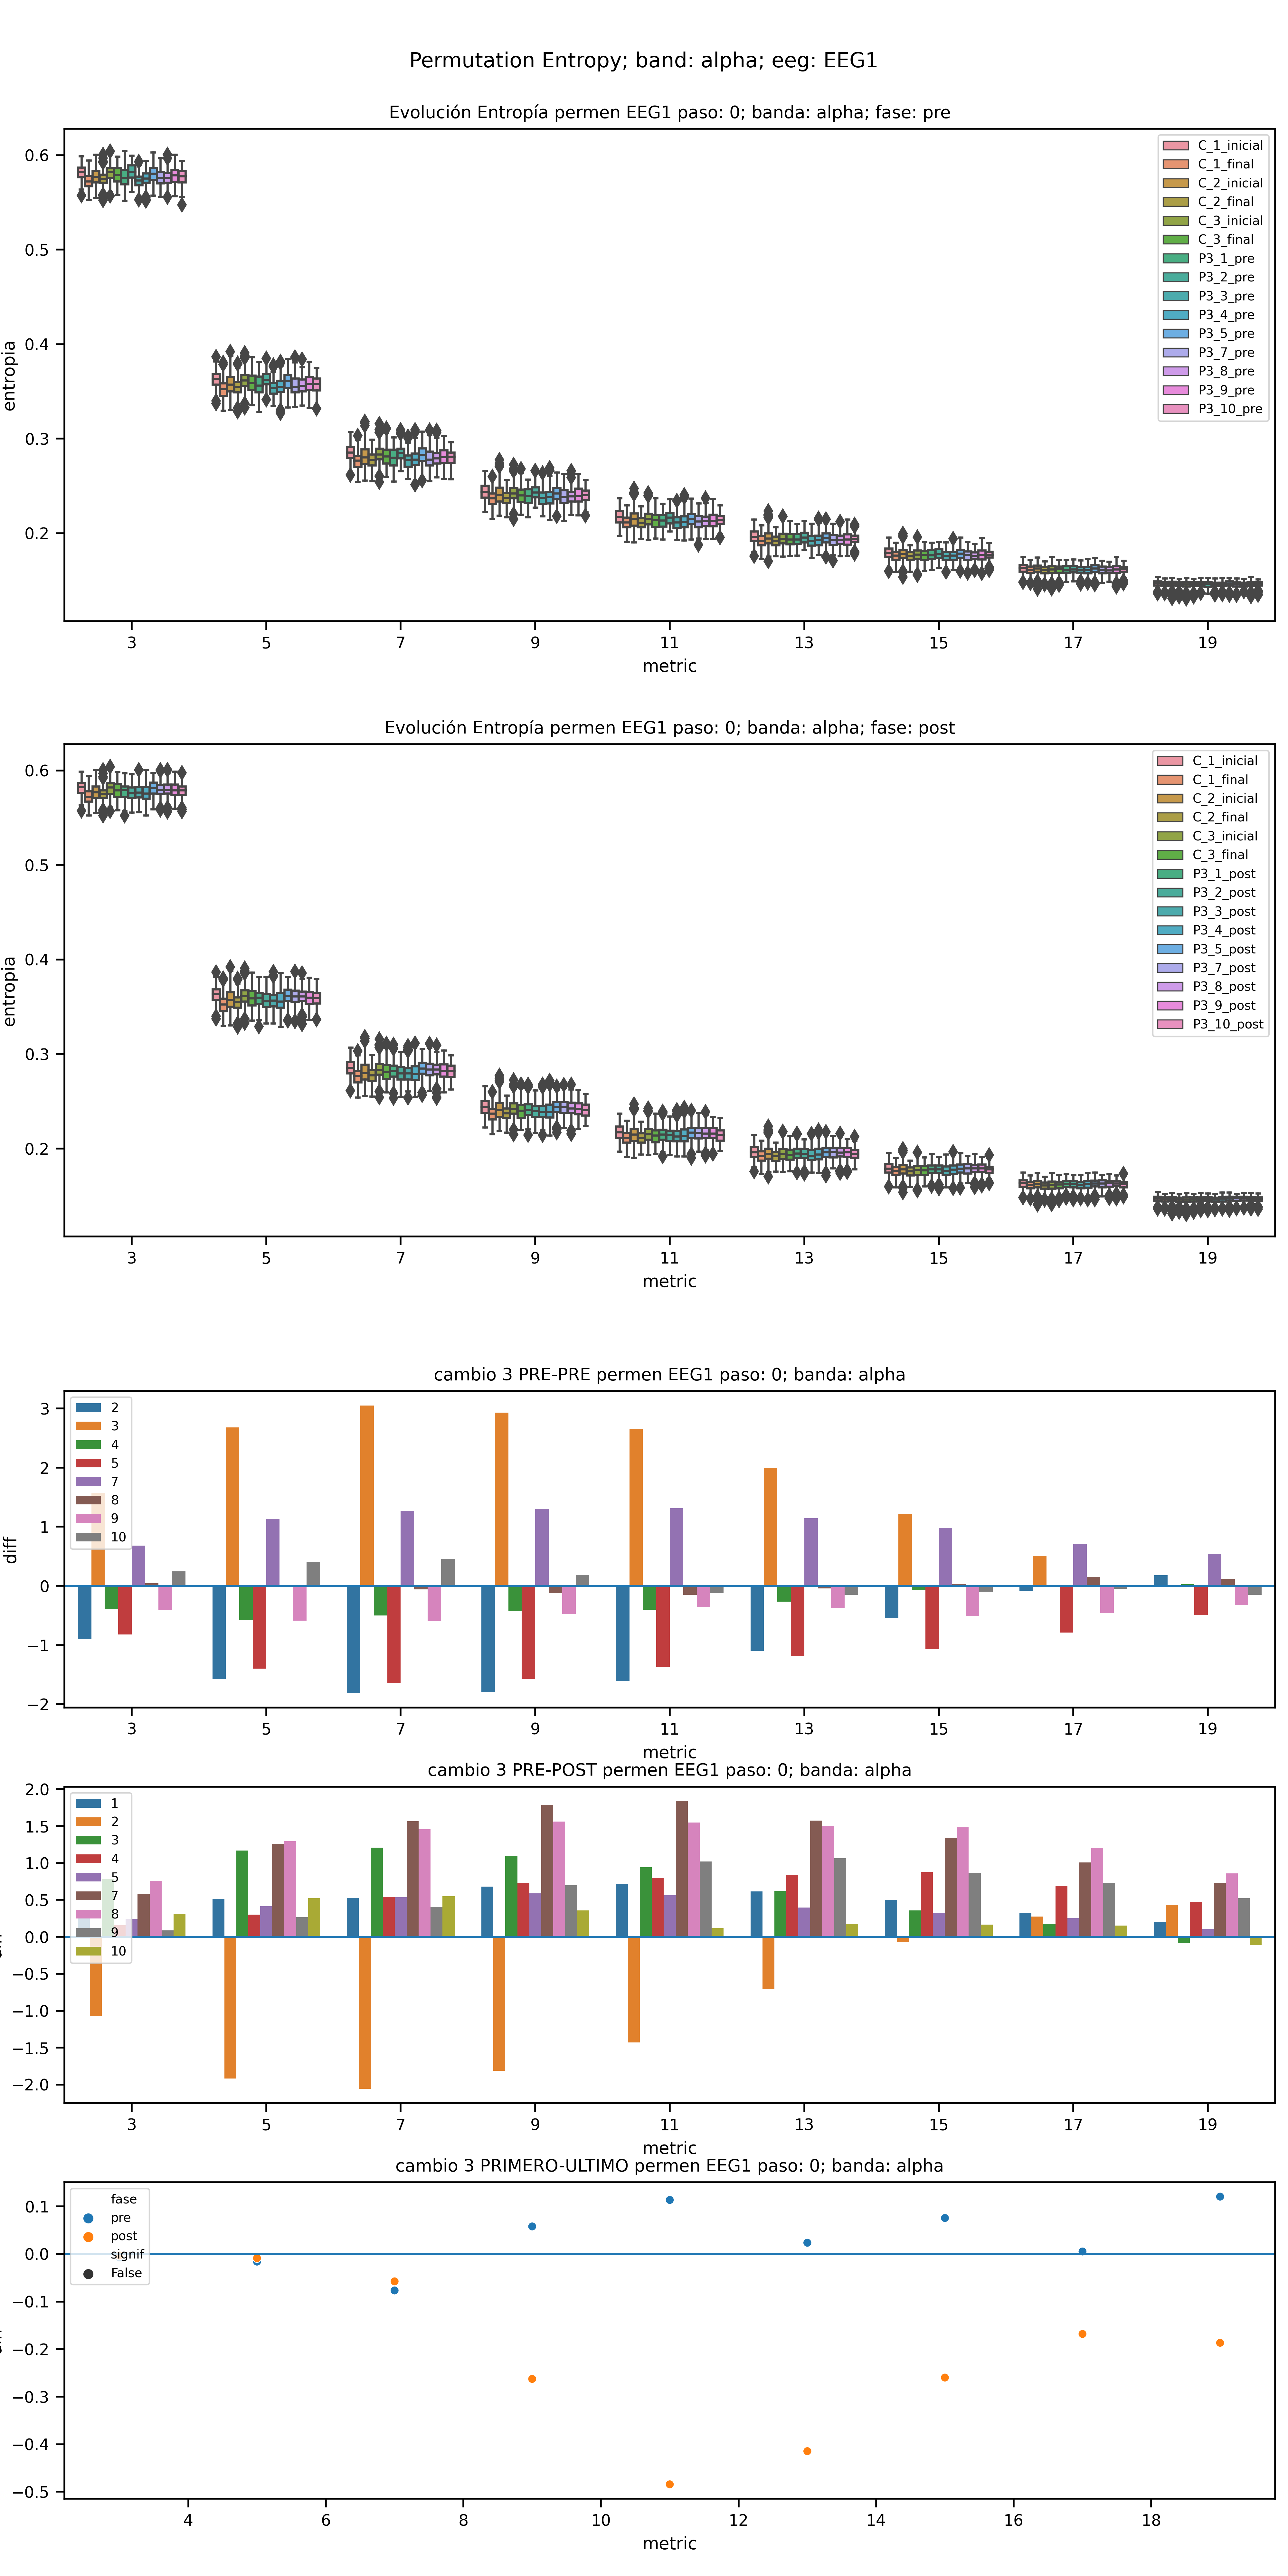 Permutation Entropy; band: alpha; eeg: EEG1
Evolución Entropía permen EEG1 paso: 0; banda: alpha; fase: pre
entropia
0.6
0.5
0.4
0.3
0.2
C_1_inicial
C_1_final
C_2_inicial
C_2_final
C_3_inicial
C_3_final
P3_1_pre
P3_2_pre
P3_3_pre
P3_4_pre
P3_5_pre
P3_7_pre
P3_8_pre
P3_9_pre
P3_10_pre
3 5 7 9 11 13 15 17 19
metric
Evolución Entropía permen EEG1 paso: 0; banda: alpha; fase: post
entropia
0.6
0.5
0.4
0.3
0.2
C_1_inicial
C_1_final
C_2_inicial
C_2_final
C_3_inicial
C_3_final
P3_1_post
P3_2_post
P3_3_post
P3_4_post
P3_5_post
P3_7_post
P3_8_post
P3_9_post
P3_10_post
3 5 7 9 11 13 15 17 19
metric
cambio 3 PRE-PRE permen EEG1 paso: 0; banda: alpha
diff
3
2
1
0
−1
−2
2
3
4
5
7
8
9
10
3 5 7 9 11 13 15 17 19
metric
cambio 3 PRE-POST permen EEG1 paso: 0; banda: alpha
2.0
1.5
1.0
0.5
0.0
−0.5
−1.0
−1.5
−2.0
1
2
3
4
5
7
8
9
10
3 5 7 9 11 13 15 17 19
metric
cambio 3 PRIMERO-ULTIMO permen EEG1 paso: 0; banda: alpha
0.1
0.0
−0.1
−0.2
−0.3
−0.4
−0.5
fase
pre
post
signif
False
4 6 8 10 12 14 16 18
metric